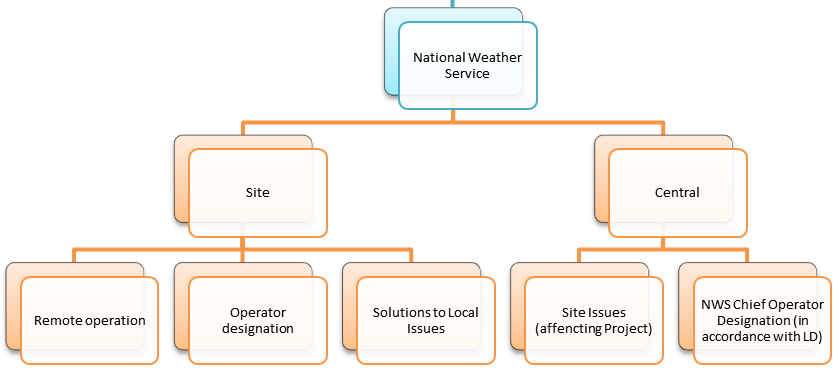 National Weather
Service
Site
Central
Remote operation
Operator
designation
Solutions to Local
Issues
Site Issues
(affencting Project)
NWS Chief Operator
Designation (in
accordance with LD)